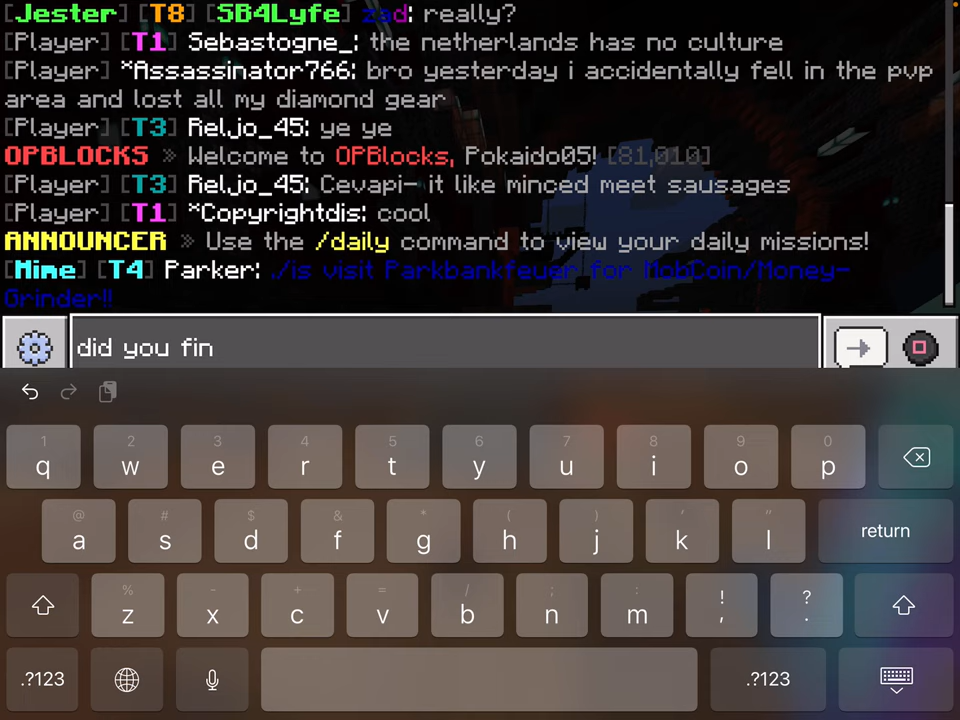 [Jester] [T8] [SB4Lyfe] zad: really?
[Player] [T1] Sebastogne_: the netherlands has no culture
[Player] *Assassinator766: bro yesterday i accidentally fell in the pvp
area and lost all my diamond gear
[Player] [T3] Reljo_45: ye ye
OPBLOCKS » Welcome to OPBlocks, Pokaido05! [81,010]
[Player] [T3] Reljo_45: Cevapi- it like minced meet sausages
[Player] [T1] *Copyrightdis: cool
ANNOUNCER » Use the /daily command to view your daily missions!
[Mime] [T4] Parker: ./is visit Parkbankfeuer for MobCoin/Money-
Grinder!!
did you fin
1 2 3 4 5 6 7 8 9 0
q w e r t y u i o p
@ # $ & * ( ) ' "
a s d f g h j k l return
% - + = / ; : ! ?
z x c v b n m , .
.?123 .?123